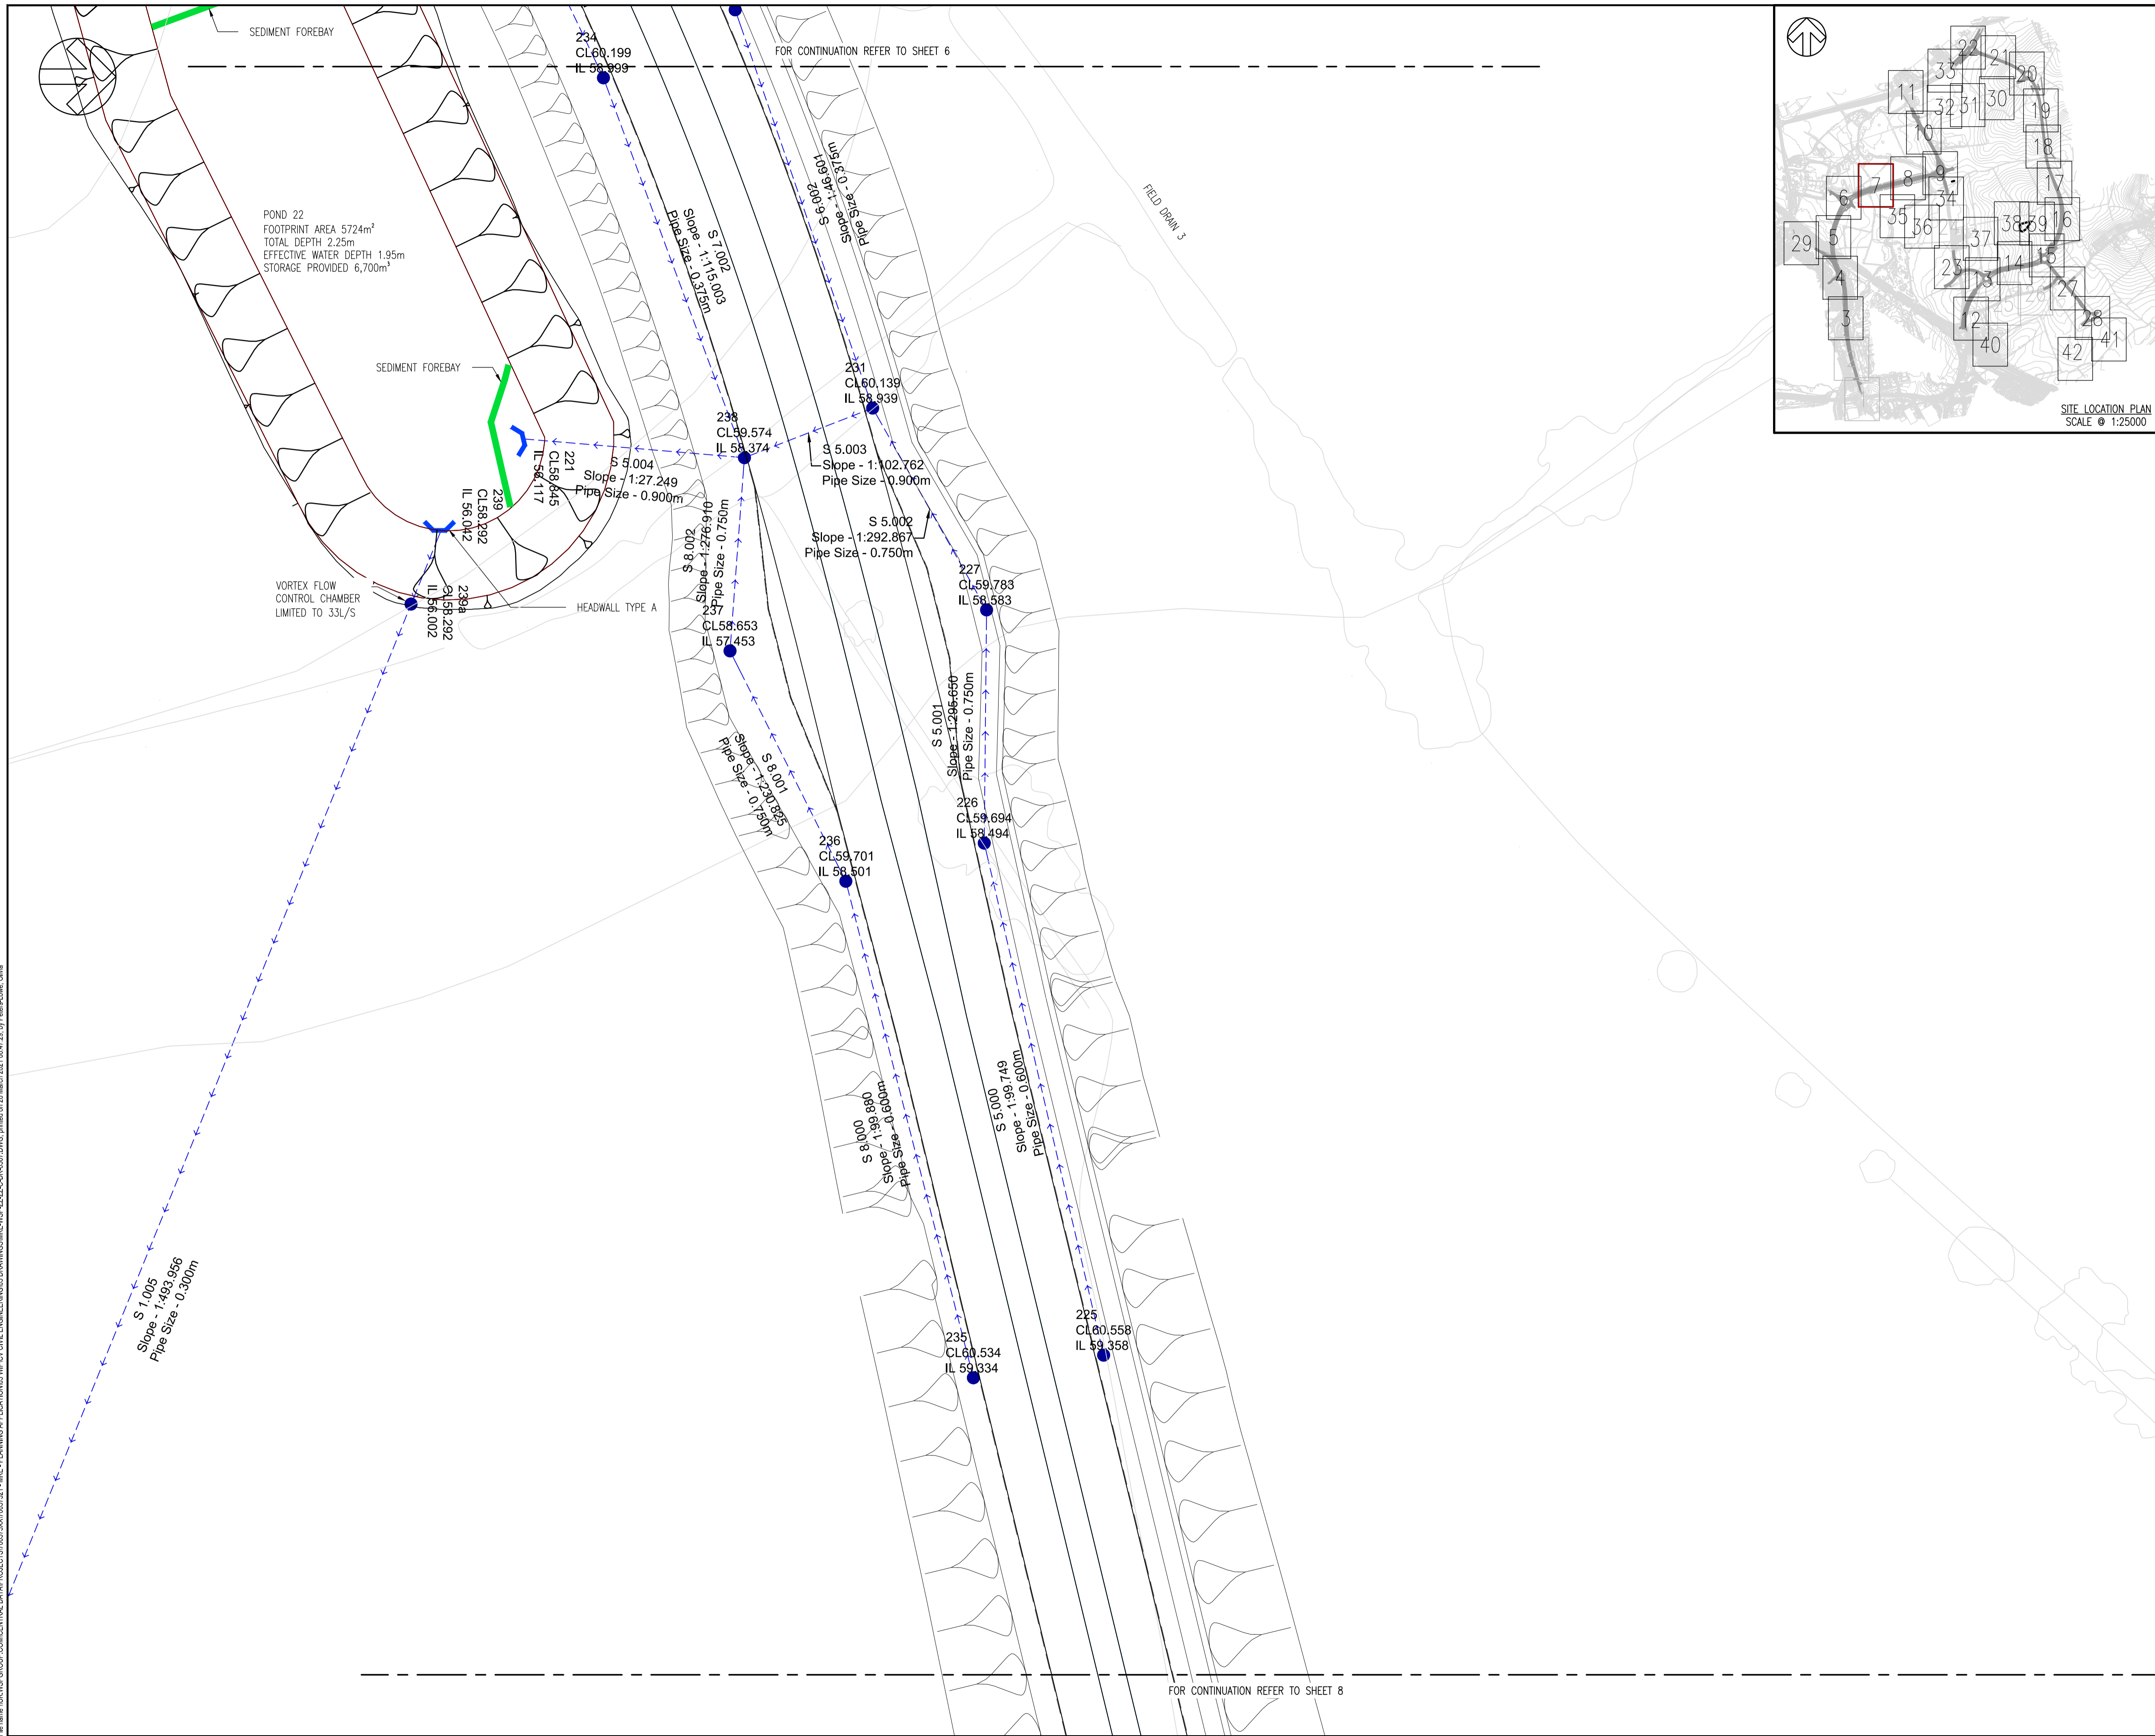 SEDIMENT FOREBAY
234
CL60.199
IL 58.999
FOR CONTINUATION REFER TO SHEET 6
POND 22
FOOTPRINT AREA 5724m²
TOTAL DEPTH 2.25m
EFFECTIVE WATER DEPTH 1.95m
STORAGE PROVIDED 6,700m³
S 7.002
Slope - 1:115.003
Pipe Size - 0.375m
S 6.002
Slope - 1:46.601
Pipe Size - 0.375m
FIELD DRAIN 3
SEDIMENT FOREBAY
231
CL60.139
IL 58.939
238
CL59.574
IL 58.374
S 5.003
Slope - 1:102.762
Pipe Size - 0.900m
S 5.004
Slope - 1:27.249
Pipe Size - 0.900m
221
CL58.845
IL 56.117
239
CL58.292
IL 56.042
S 5.002
Slope - 1:292.867
Pipe Size - 0.750m
S 8.002
Slope - 1:276.910
Pipe Size - 0.750m
227
CL59.783
IL 58.583
VORTEX FLOW
CONTROL CHAMBER
LIMITED TO 33L/S
239a
CL58.292
IL 56.002
HEADWALL TYPE A
237
CL58.653
IL 57.453
S 5.001
Slope - 1:295.650
Pipe Size - 0.750m
S 8.001
Slope - 1:230.825
Pipe Size - 0.750m
226
CL59.694
IL 58.494
236
CL59.701
IL 58.501
S 8.000
Slope - 1:99.880
Pipe Size - 0.600m
S 5.000
Slope - 1:99.749
Pipe Size - 0.600m
S 1.005
Slope - 1:493.956
Pipe Size - 0.300m
225
CL60.558
IL 59.358
235
CL60.534
IL 59.334
FOR CONTINUATION REFER TO SHEET 8
22
21
33
20
11
32
31
30
19
10
18
9
8
7
17
6
34
35
36
38
39
16
29
5
37
15
4
23
13
14
27
26
25
3
12
28
40
41
42
SITE LOCATION PLAN
SCALE @ 1:25000